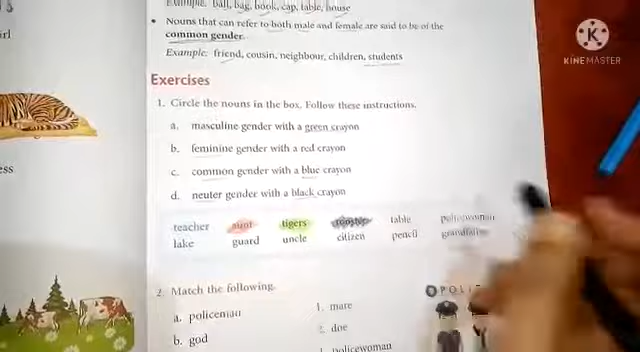 Example: ball, bag, book, cap, table, house
Nouns that can refer to both male and female are said to be of the
common gender.
Example: friend, cousin, neighbour, children, students
Exercises
1. Circle the nouns in the box. Follow these instructions.
a. masculine gender with a green crayon
b. feminine gender with a red crayon
c. common gender with a blue crayon
d. neuter gender with a black crayon
teacher aunt tigers table policewoman
lake guard uncle citizen pencil
2. Match the following.
a. policeman 1. mare
b. god 2. doe
policewoman
KINEMASTER